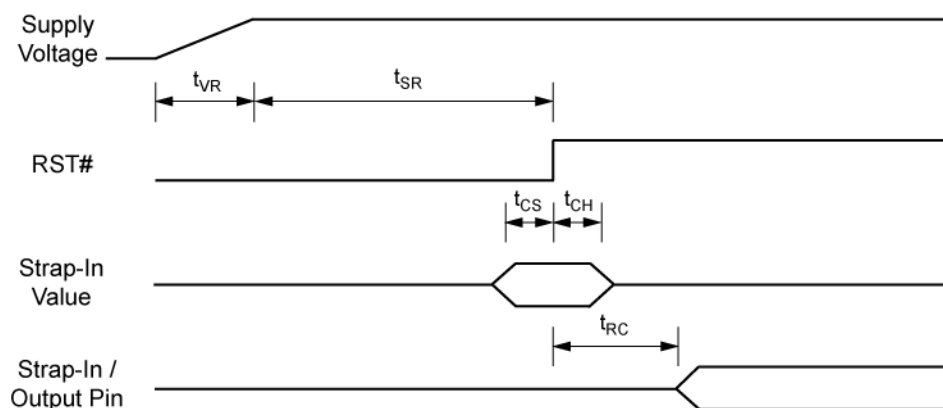 Supply
Voltage
tVR
tSR
RST#
tCS
tCH
Strap-In
Value
tRC
Strap-In /
Output Pin